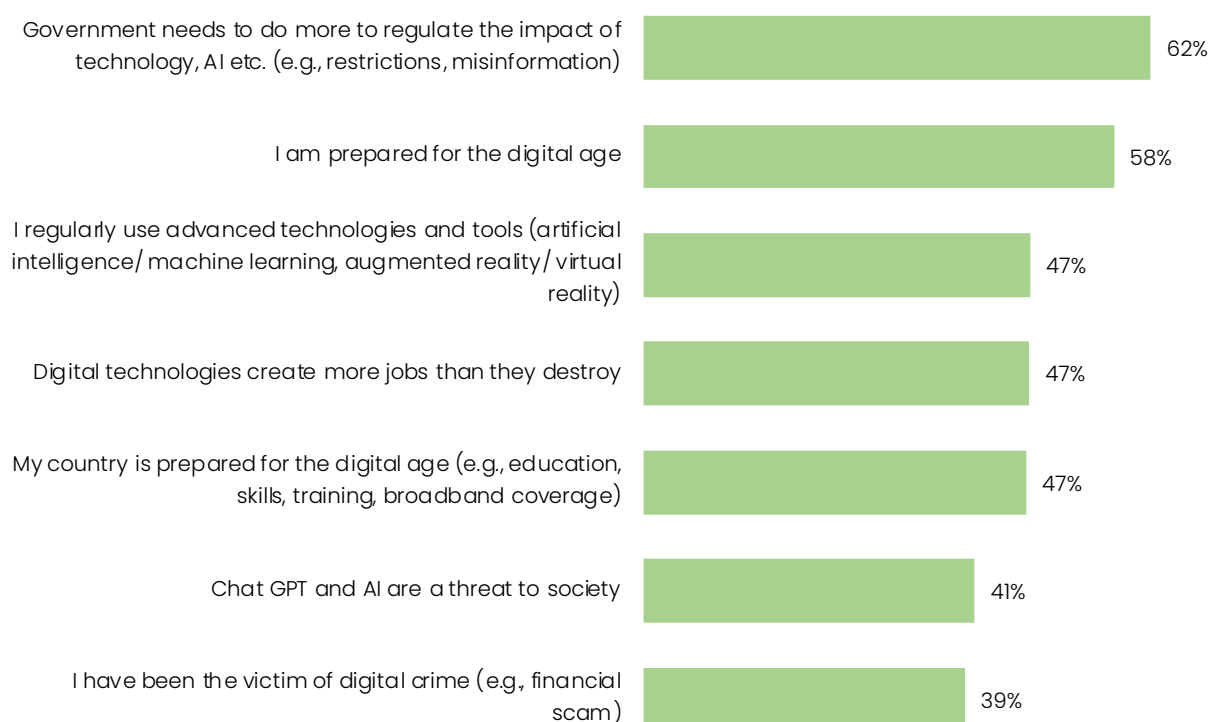 Government needs to do more to regulate the impact of
technology, AI etc. (e.g., restrictions, misinformation)
62%
I am prepared for the digital age
58%
I regularly use advanced technologies and tools (artificial
intelligence/ machine learning, augmented reality/ virtual
reality)
47%
Digital technologies create more jobs than they destroy
47%
My country is prepared for the digital age (e.g., education,
skills, training, broadband coverage)
47%
Chat GPT and AI are a threat to society
41%
I have been the victim of digital crime (e.g., financial
scam)
39%